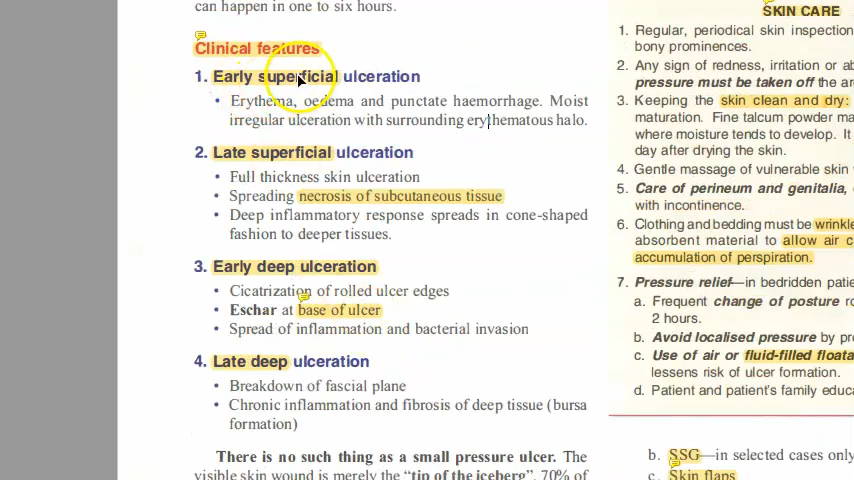 can happen in one to six hours.
Clinical features
1. Early superficial ulceration
• Erythema, oedema and punctate haemorrhage. Moist
irregular ulceration with surrounding erythematous halo.
2. Late superficial ulceration
• Full thickness skin ulceration
• Spreading necrosis of subcutaneous tissue
• Deep inflammatory response spreads in cone-shaped
fashion to deeper tissues.
3. Early deep ulceration
• Cicatrization of rolled ulcer edges
• Eschar at base of ulcer
• Spread of inflammation and bacterial invasion
4. Late deep ulceration
• Breakdown of fascial plane
• Chronic inflammation and fibrosis of deep tissue (bursa
formation)
There is no such thing as a small pressure ulcer. The
visible skin wound is merely the “tip of the iceberg”. 70% of
SKIN CARE
1. Regular, periodical skin inspection
bony prominences.
2. Any sign of redness, irritation or
pressure must be taken off the
3. Keeping the skin clean and dry:
maturation. Fine talcum powder
where moisture tends to develop. It
day after drying the skin.
4. Gentle massage of vulnerable skin
5. Care of perineum and genitalia,
with incontinence.
6. Clothing and bedding must be
absorbent material to allow air
accumulation of perspiration.
7. Pressure relief—in bedridden
a. Frequent change of posture
2 hours.
b. Avoid localised pressure by
c. Use of air or fluid-filled
lessens risk of ulcer formation.
d. Patient and patient's family
b. SSG—in selected cases only
c. Skin flaps